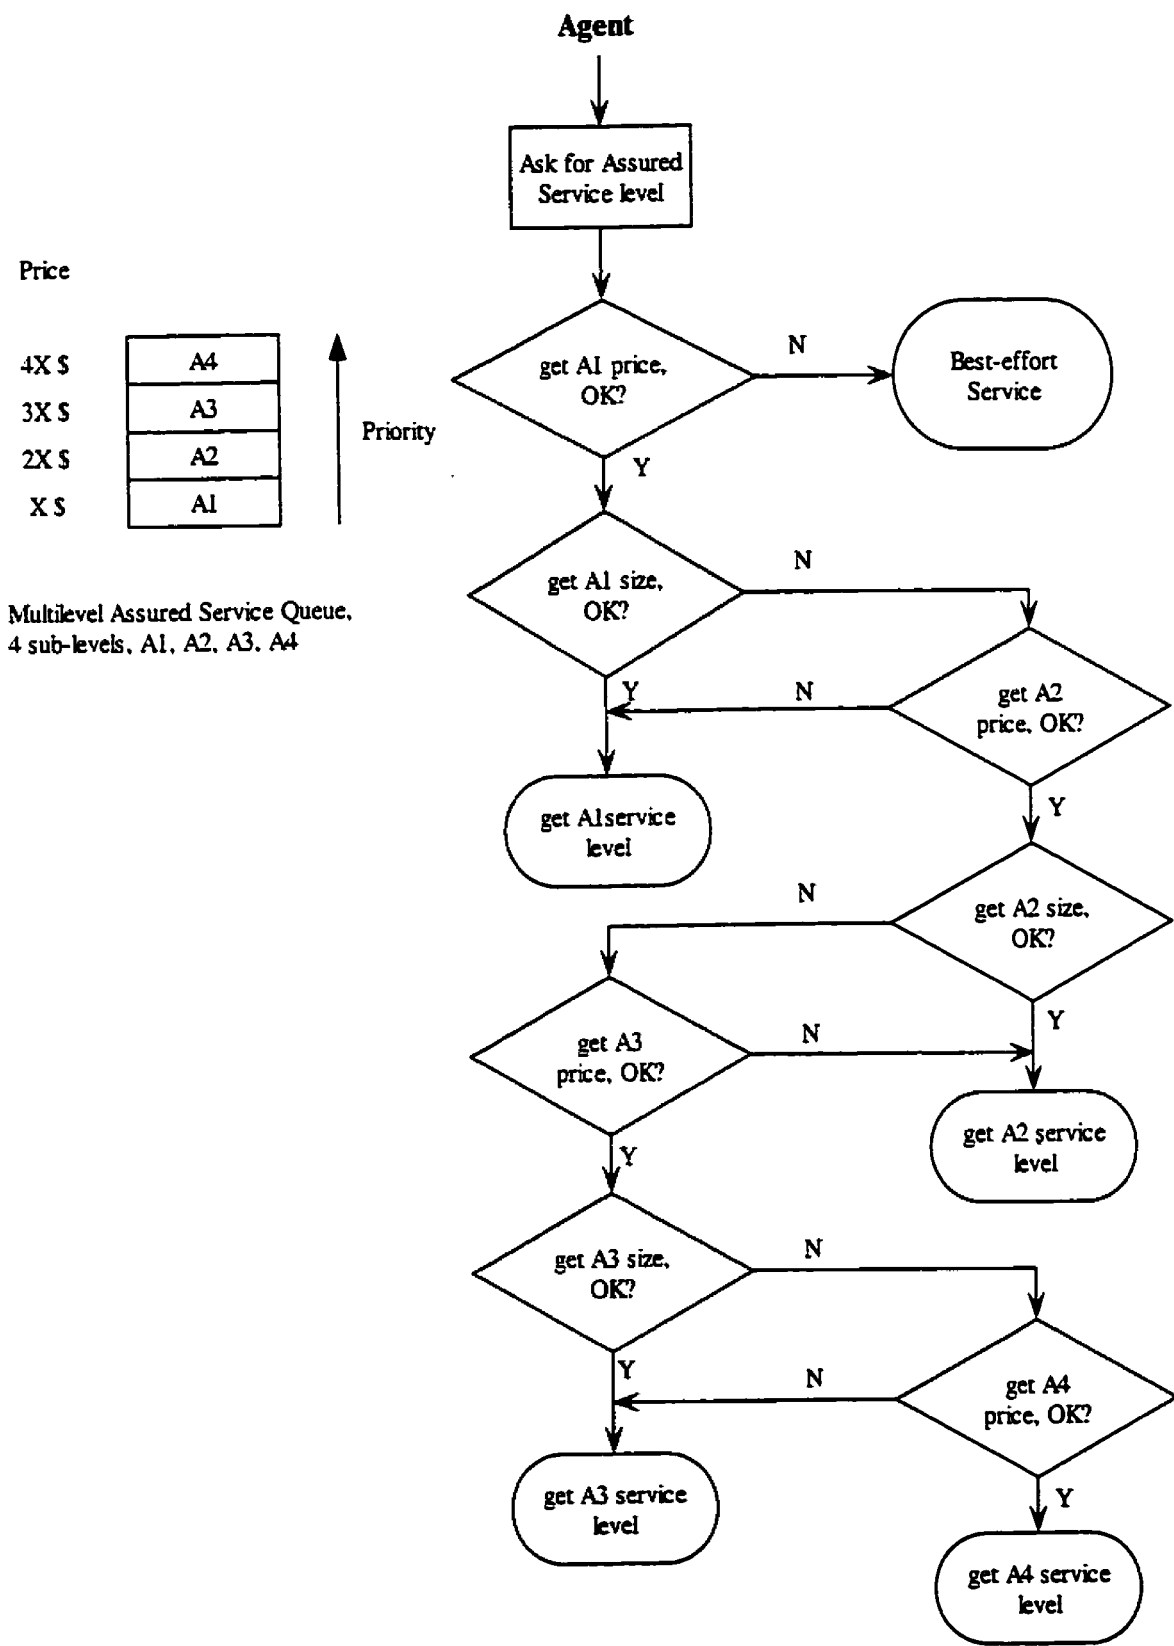 Agent
Ask for Assured
Service level
Price
4X $
A4
3X $
A3
2X $
A2
X $
A1
Priority
Multilevel Assured Service Queue,
4 sub-levels, A1, A2, A3, A4
get A1 price,
OK?
N
Best-effort
Service
Y
get A1 size,
OK?
N
Y
N
get A2
price, OK?
get A1service
level
Y
N
get A2 size,
OK?
get A3
price, OK?
N
Y
get A2 service
level
Y
get A3 size,
OK?
N
Y
N
get A4
price, OK?
get A3 service
level
Y
get A4 service
level